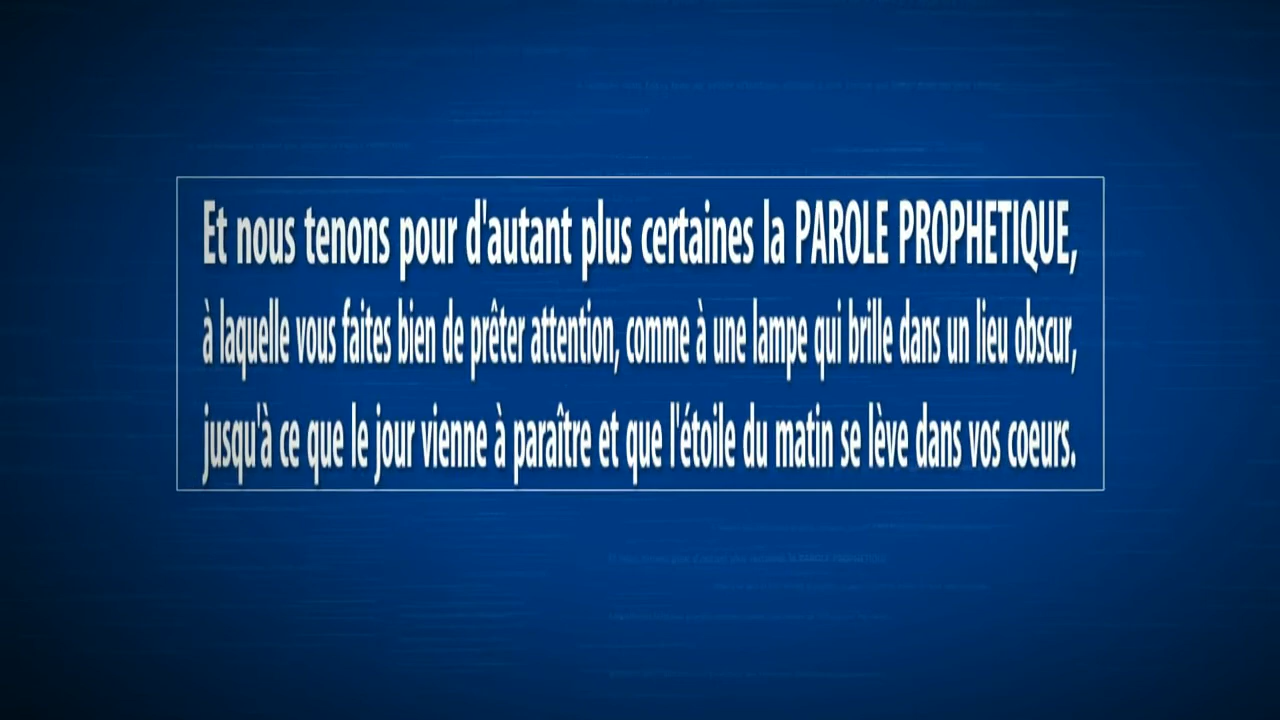 Et nous tenons pour d'autant plus certaines la PAROLE PROPHETIQUE,
à laquelle vous faites bien de prêter attention, comme à une lampe qui brille dans un lieu obscur,
jusqu'à ce que le jour vienne à paraître et que l'étoile du matin se lève dans vos coeurs.